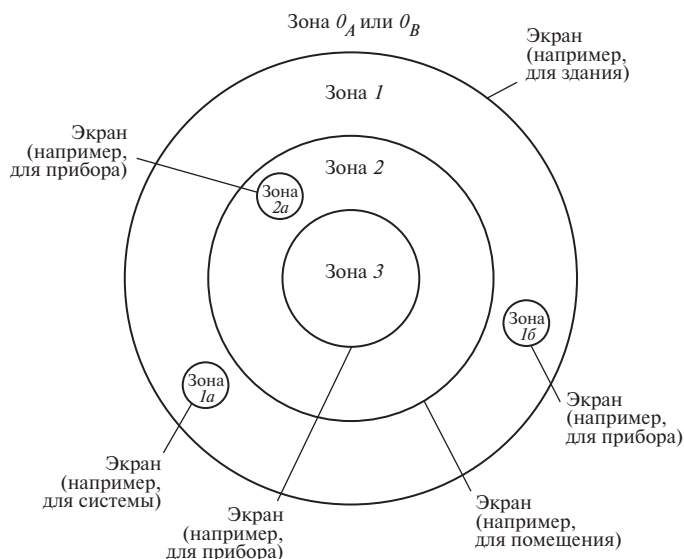 Зона 0A или 0B
Экран
(например,
для здания)
Зона 1
Экран
(например,
для прибора)
Зона 2
Зона
2а
Зона 3
Зона
1б
Зона
1а
Экран
(например,
для прибора)
Экран
(например,
для системы)
Экран
(например,
для прибора)
Экран
(например,
для помещения)